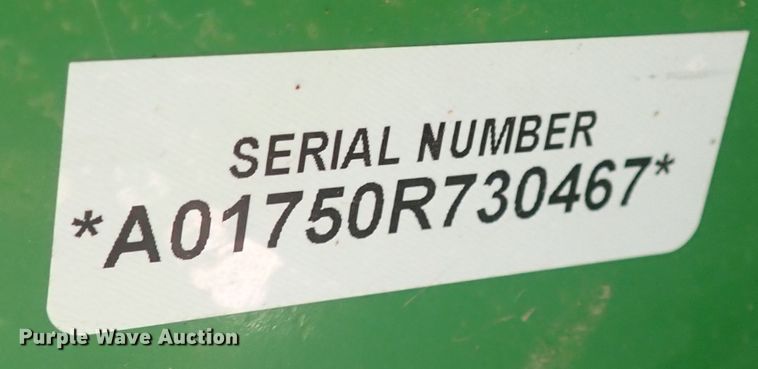 SERIAL NUMBER
*A01750R730467*
Purple Wave Auction